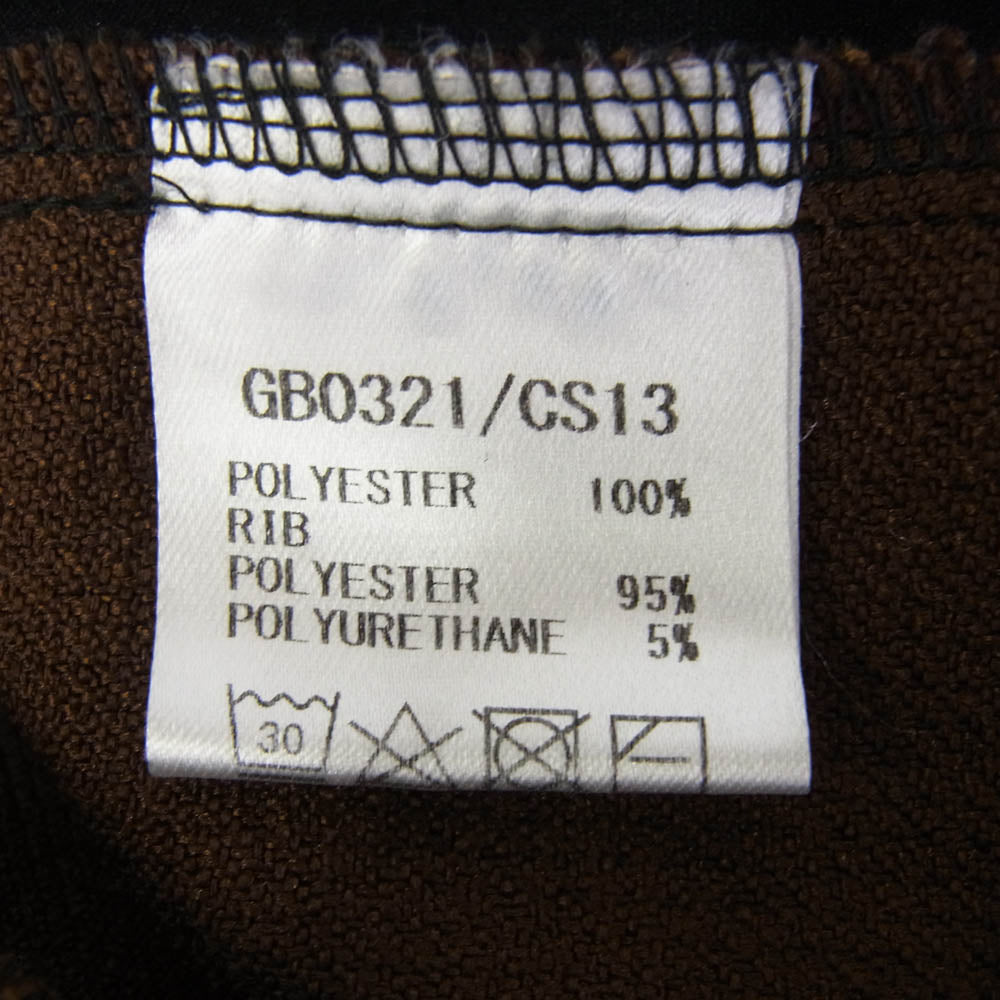 GB0321/CS13
POLYESTER 100%
RIB
POLYESTER 95%
POLYURETHANE 5%
30